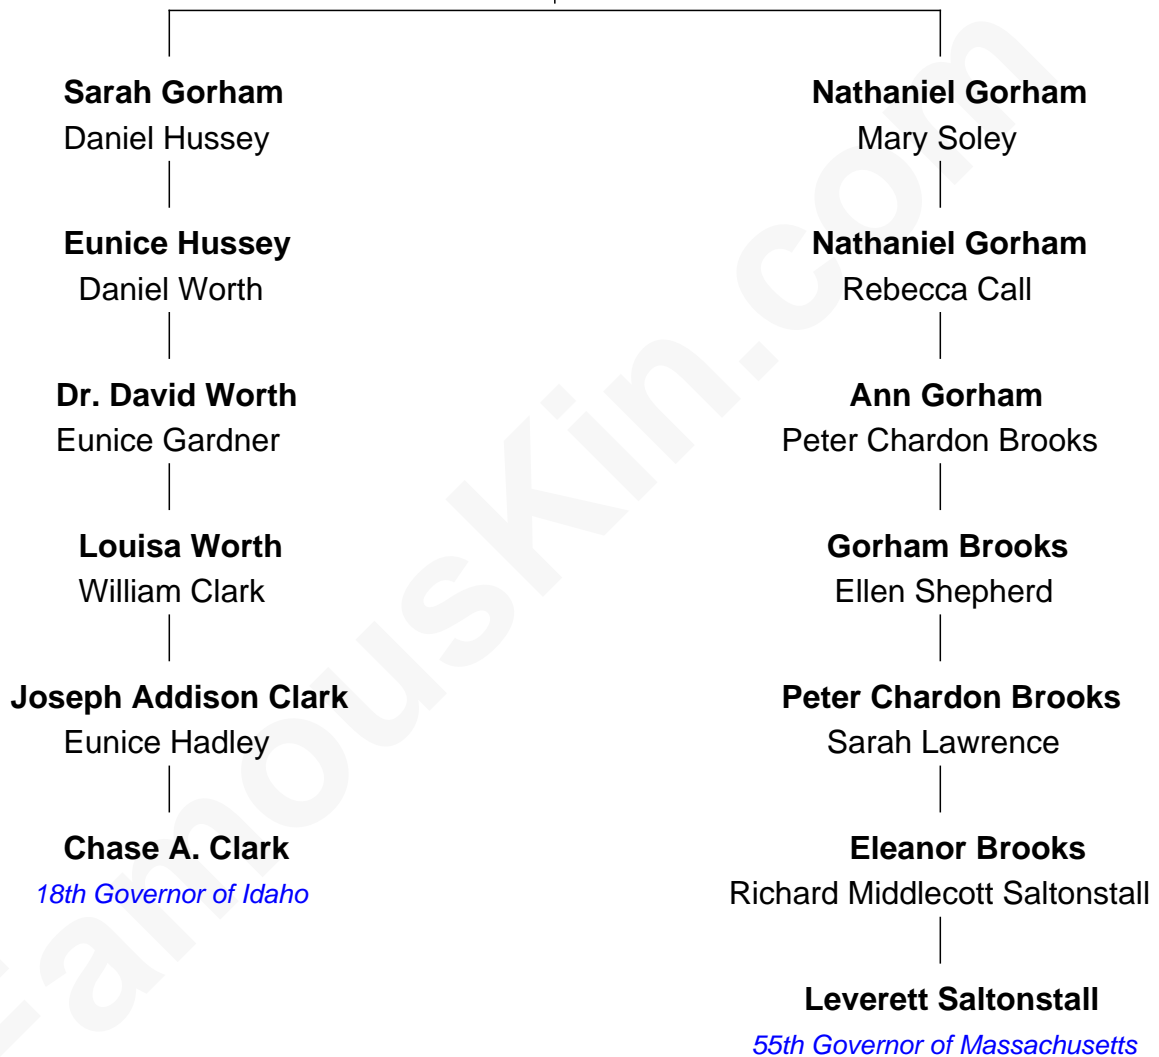 Sarah Gorham
Daniel Hussey
Eunice Hussey
Daniel Worth
Dr. David Worth
Eunice Gardner
Louisa Worth
William Clark
Joseph Addison Clark
Eunice Hadley
Chase A. Clark
18th Governor of Idaho
Nathaniel Gorham
Mary Soley
Nathaniel Gorham
Rebecca Call
Ann Gorham
Peter Chardon Brooks
Gorham Brooks
Ellen Shepherd
Peter Chardon Brooks
Sarah Lawrence
Eleanor Brooks
Richard Middlecott Saltonstall
Leverett Saltonstall
55th Governor of Massachusetts
FamousKin.com